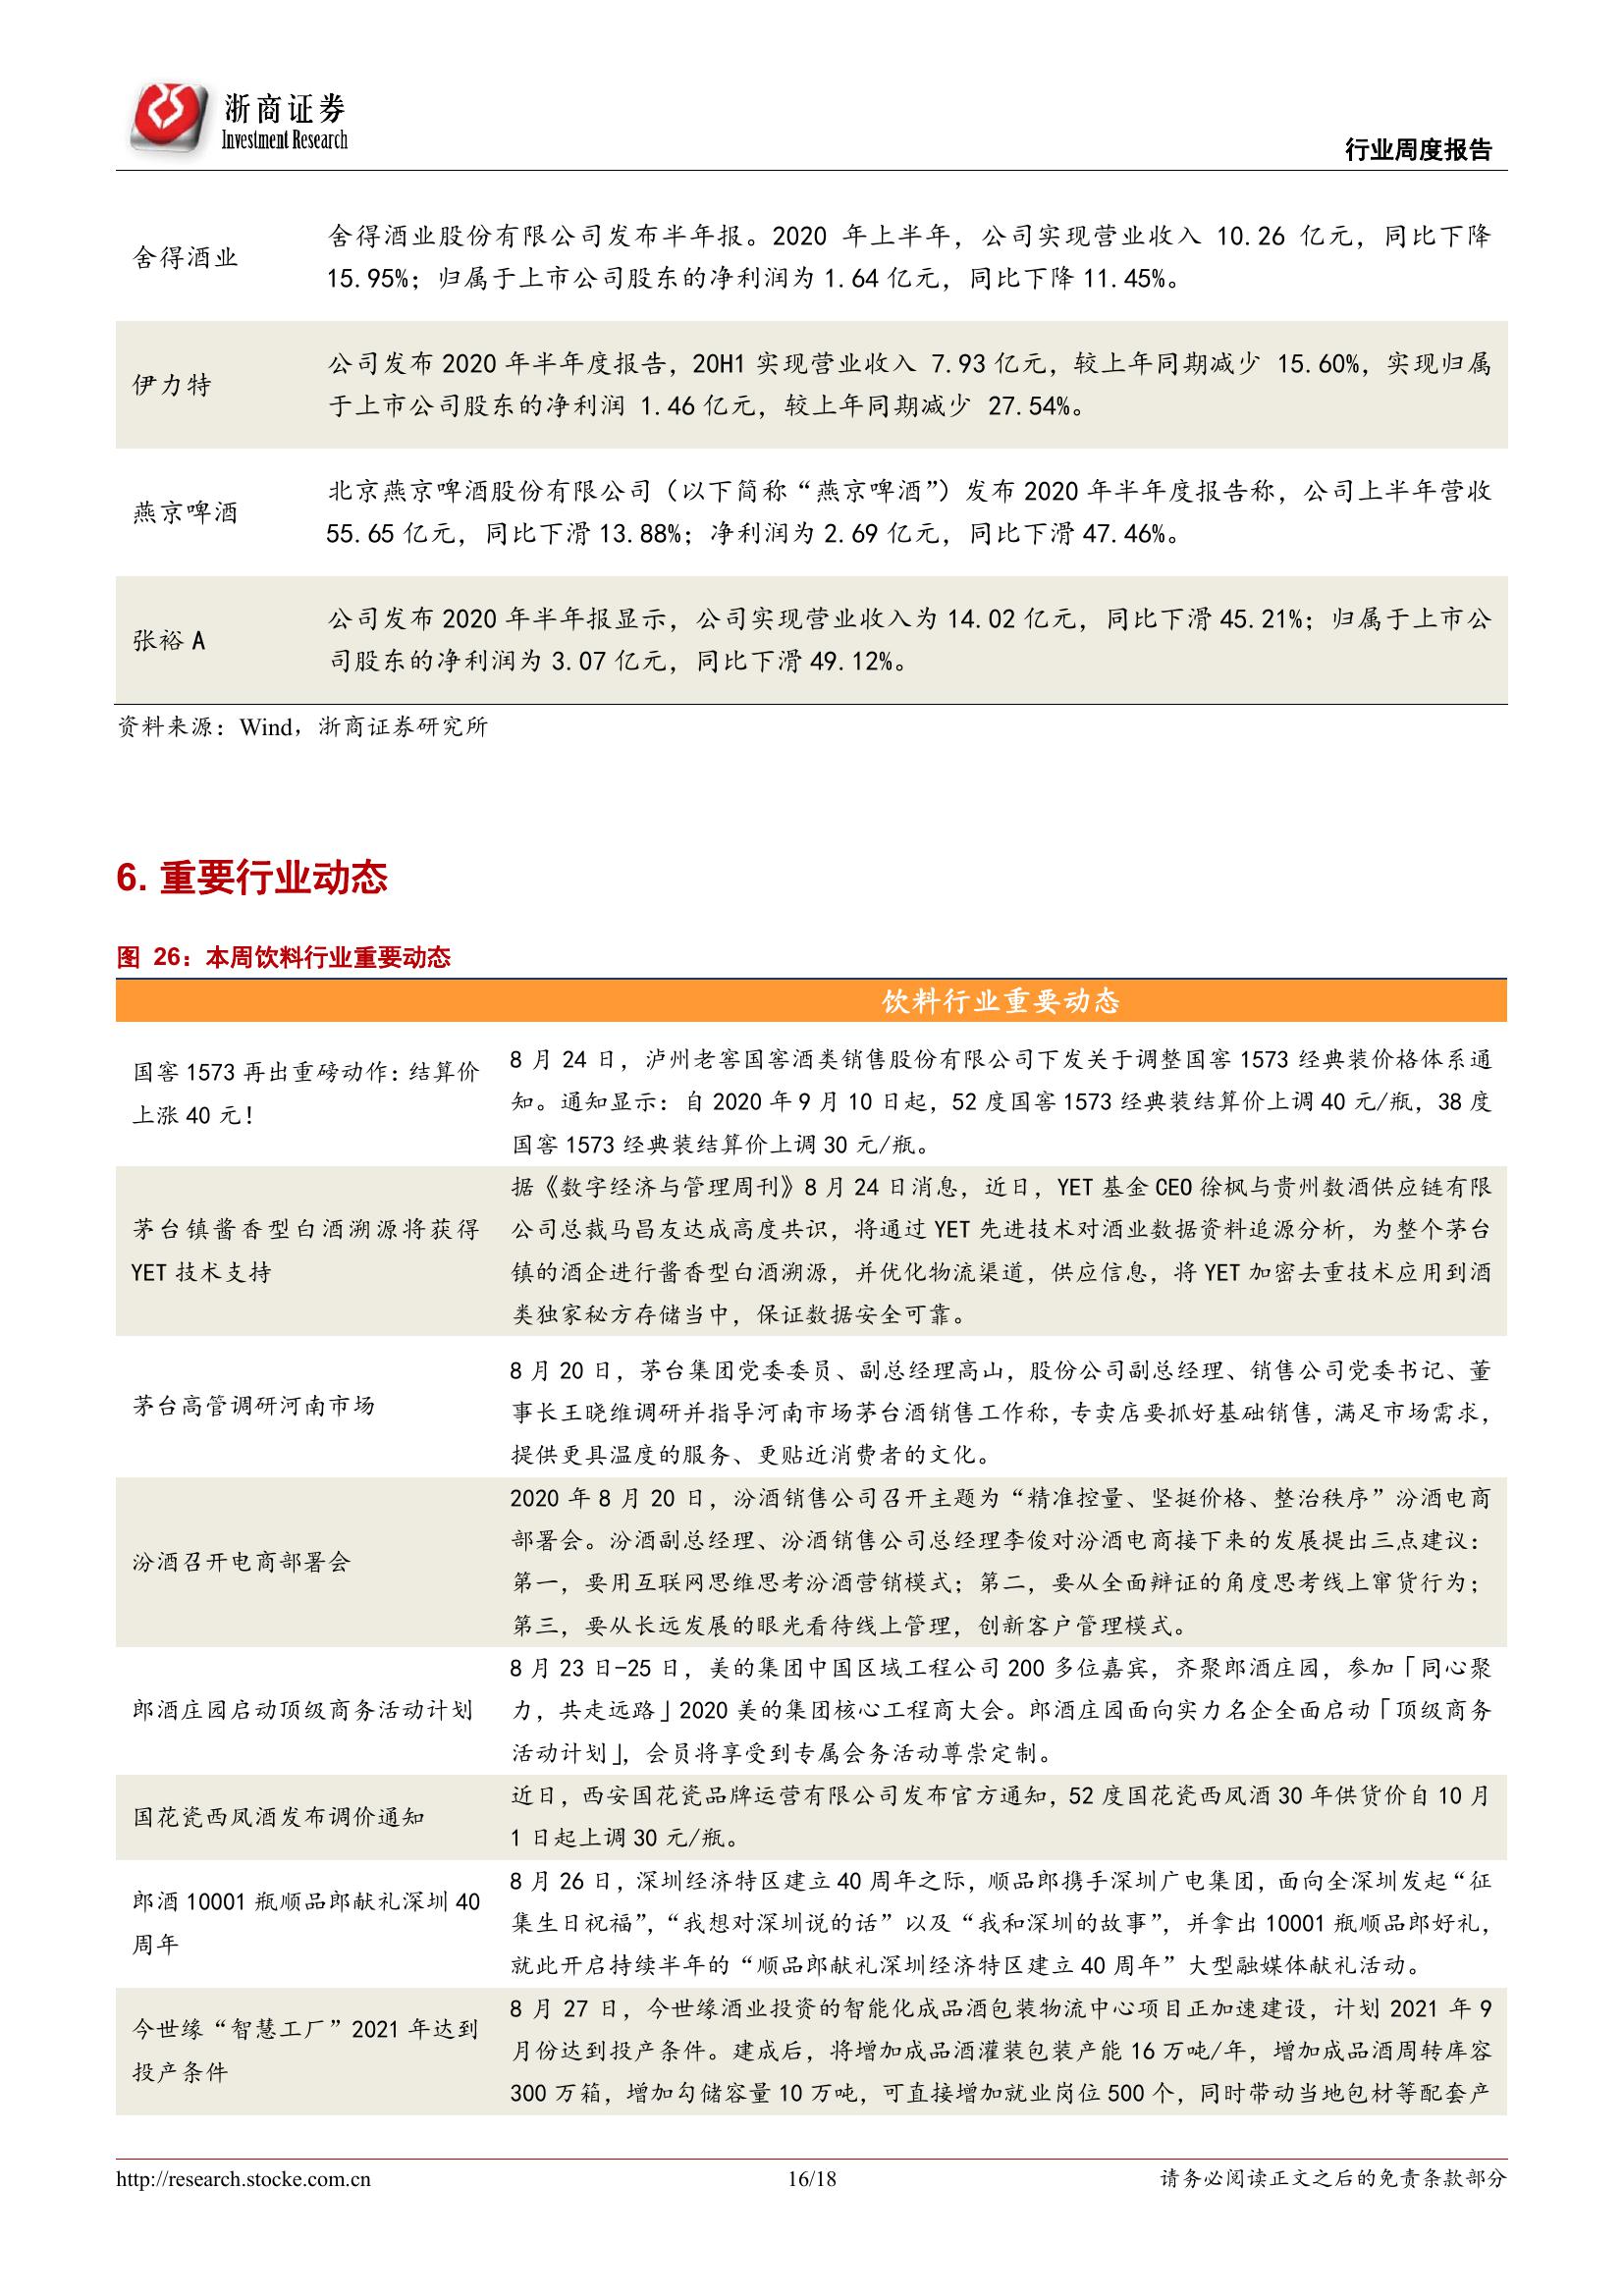 浙商证券
Investment Research
行业周度报告
舍得酒业
舍得酒业股份有限公司发布半年报。2020 年上半年，公司实现营业收入 10.26 亿元，同比下降
15.95%；归属于上市公司股东的净利润为 1.64 亿元，同比下降 11.45%。
伊力特
公司发布 2020 年半年度报告，20H1 实现营业收入 7.93 亿元，较上年同期减少 15.60%，实现归属
于上市公司股东的净利润 1.46 亿元，较上年同期减少 27.54%。
燕京啤酒
北京燕京啤酒股份有限公司（以下简称“燕京啤酒”）发布 2020 年半年度报告称，公司上半年营收
55.65 亿元，同比下滑 13.88%；净利润为 2.69 亿元，同比下滑 47.46%。
张裕 A
公司发布 2020 年半年报显示，公司实现营业收入为 14.02 亿元，同比下滑 45.21%；归属于上市公
司股东的净利润为 3.07 亿元，同比下滑 49.12%。
资料来源：Wind，浙商证券研究所
6. 重要行业动态
图 26：本周饮料行业重要动态
饮料行业重要动态
国窖 1573 再出重磅动作：结算价
上涨 40 元！
8 月 24 日，泸州老窖国窖酒类销售股份有限公司下发关于调整国窖 1573 经典装价格体系通
知。通知显示：自 2020 年 9 月 10 日起，52 度国窖 1573 经典装结算价上调 40 元/瓶，38 度
国窖 1573 经典装结算价上调 30 元/瓶。
茅台镇酱香型白酒溯源将获得
YET 技术支持
据《数字经济与管理周刊》8 月 24 日消息，近日，YET 基金 CEO 徐枫与贵州数酒供应链有限
公司总裁马昌友达成高度共识，将通过 YET 先进技术对酒业数据资料追源分析，为整个茅台
镇的酒企进行酱香型白酒溯源，并优化物流渠道，供应信息，将 YET 加密去重技术应用到酒
类独家秘方存储当中，保证数据安全可靠。
茅台高管调研河南市场
8 月 20 日，茅台集团党委委员、副总经理高山，股份公司副总经理、销售公司党委书记、董
事长王晓维调研并指导河南市场茅台酒销售工作称，专卖店要抓好基础销售，满足市场需求，
提供更具温度的服务、更贴近消费者的文化。
汾酒召开电商部署会
2020 年 8 月 20 日，汾酒销售公司召开主题为“精准控量、坚挺价格、整治秩序”汾酒电商
部署会。汾酒副总经理、汾酒销售公司总经理李俊对汾酒电商接下来的发展提出三点建议：
第一，要用互联网思维思考汾酒营销模式；第二，要从全面辩证的角度思考线上窜货行为；
第三，要从长远发展的眼光看待线上管理，创新客户管理模式。
郎酒庄园启动顶级商务活动计划
8 月 23 日-25 日，美的集团中国区域工程公司 200 多位嘉宾，齐聚郎酒庄园，参加「同心聚
力，共走远路」2020 美的集团核心工程商大会。郎酒庄园面向实力名企全面启动「顶级商务
活动计划」，会员将享受到专属会务活动尊崇定制。
国花瓷西凤酒发布调价通知
近日，西安国花瓷品牌运营有限公司发布官方通知，52 度国花瓷西凤酒 30 年供货价自 10 月
1 日起上调 30 元/瓶。
郎酒 10001 瓶顺品郎献礼深圳 40
周年
8 月 26 日，深圳经济特区建立 40 周年之际，顺品郎携手深圳广电集团，面向全深圳发起“征
集生日祝福”，“我想对深圳说的话”以及“我和深圳的故事”，并拿出 10001 瓶顺品郎好礼，
就此开启持续半年的“顺品郎献礼深圳经济特区建立 40 周年”大型融媒体献礼活动。
今世缘“智慧工厂”2021 年达到
投产条件
8 月 27 日，今世缘酒业投资的智能化成品酒包装物流中心项目正加速建设，计划 2021 年 9
月份达到投产条件。建成后，将增加成品酒灌装包装产能 16 万吨/年，增加成品酒周转库容
300 万箱，增加勾储容量 10 万吨，可直接增加就业岗位 500 个，同时带动当地包材等配套产
http://research.stocke.com.cn
16/18
请务必阅读正文之后的免责条款部分